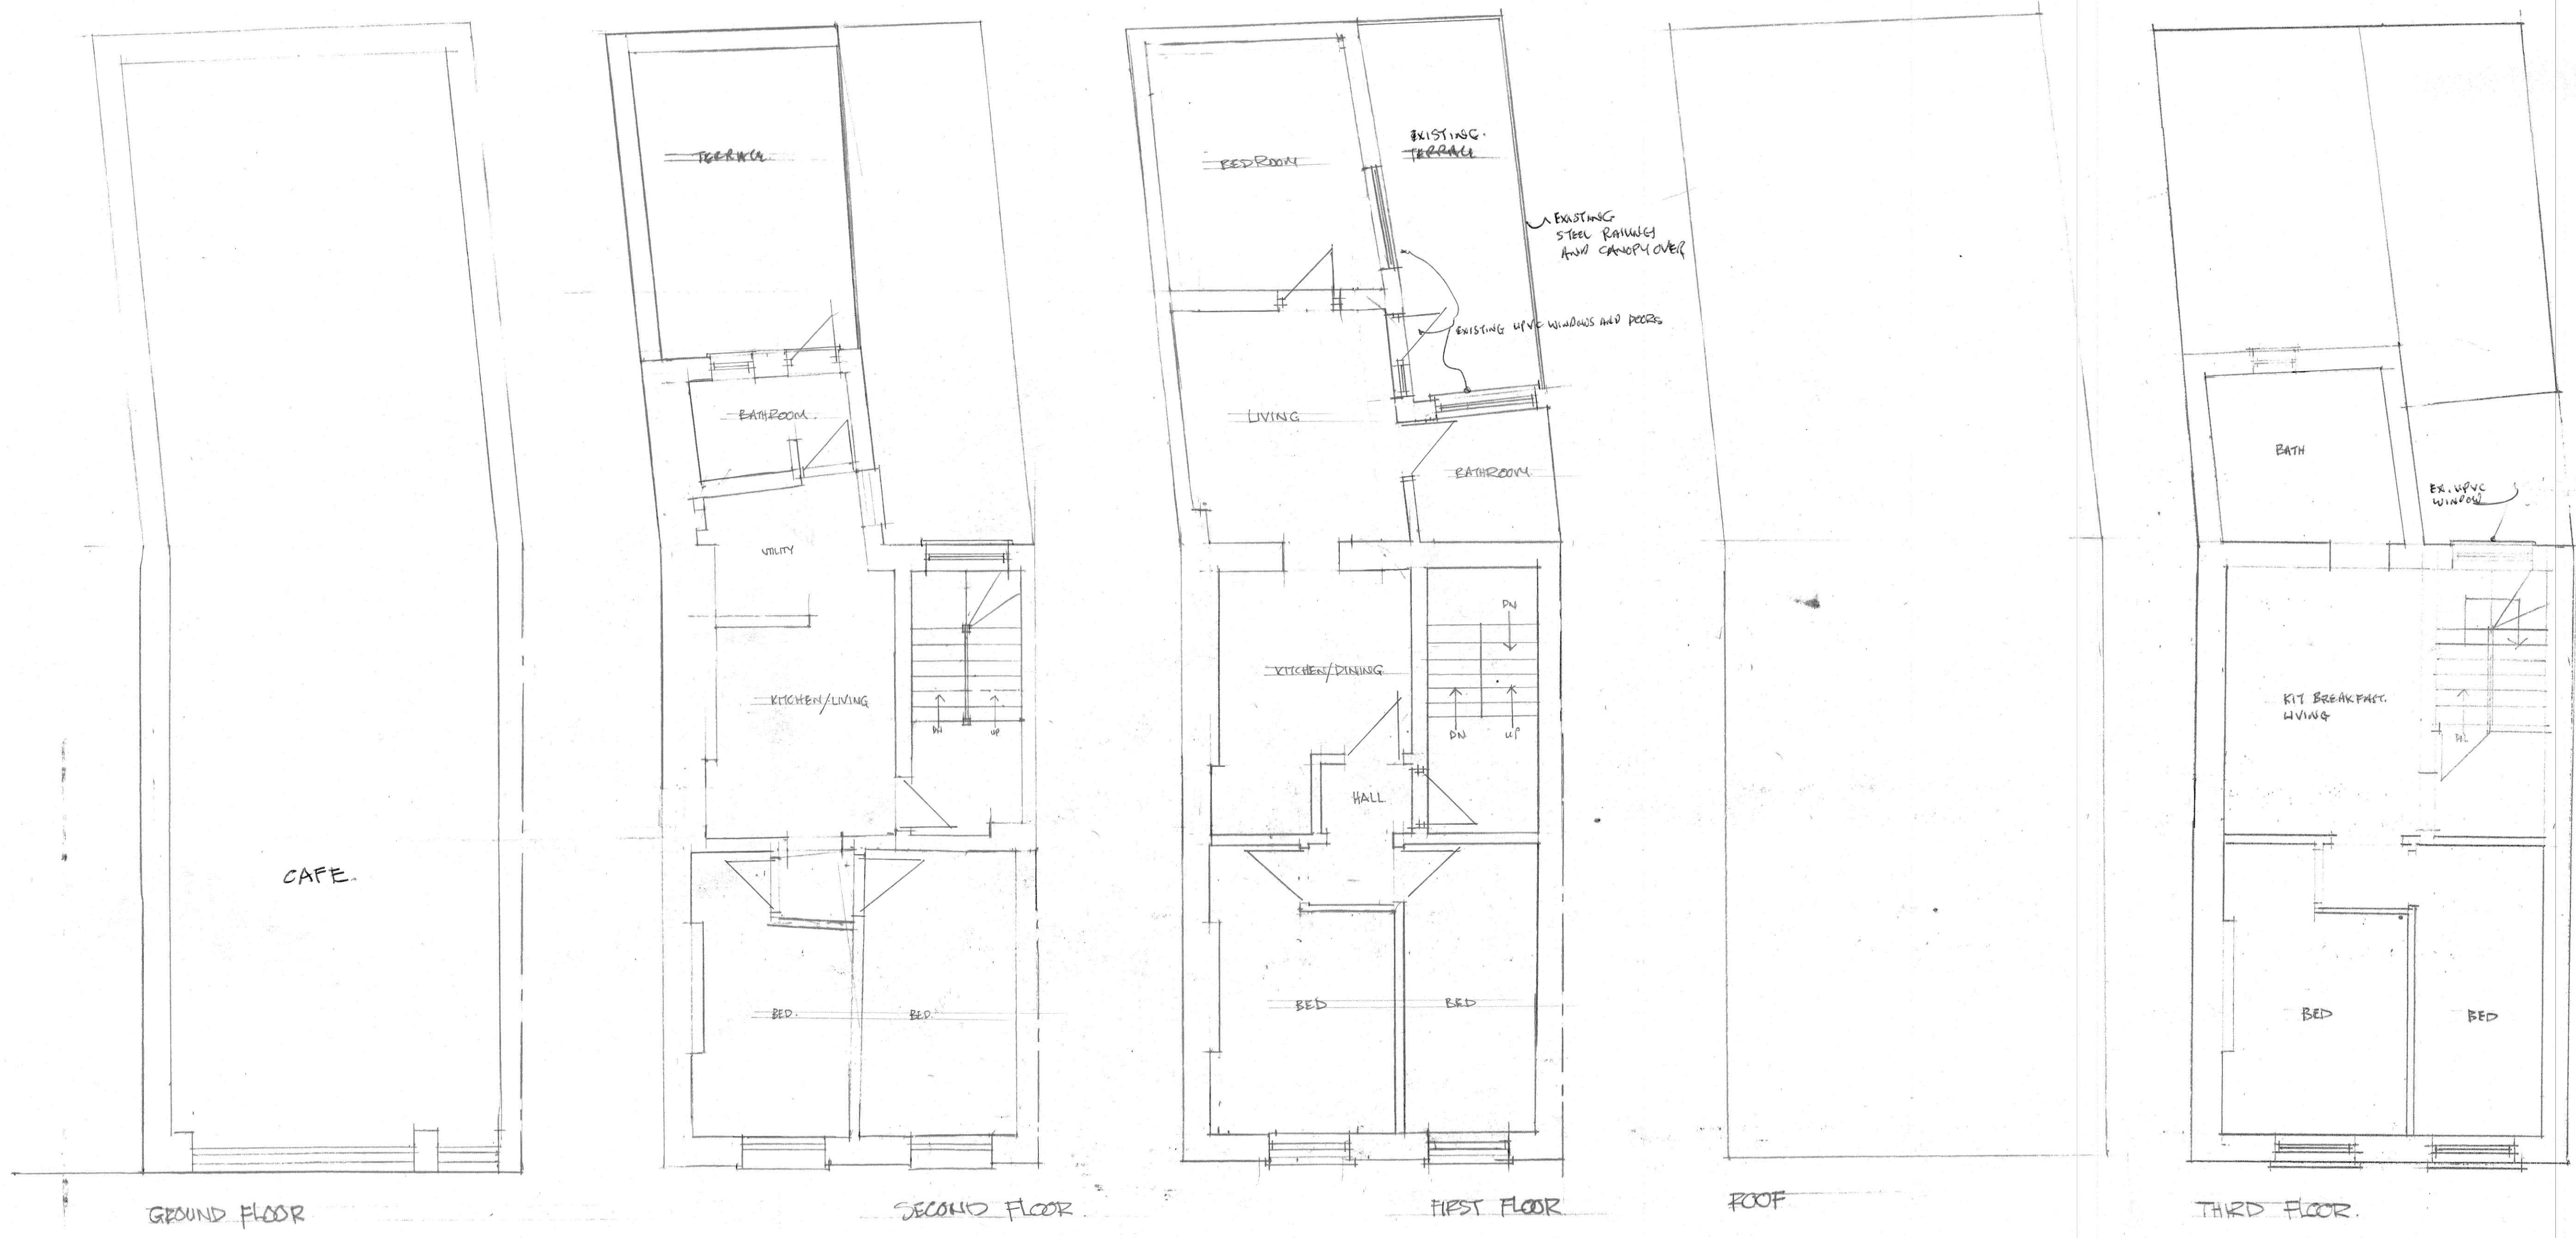 TERRACE
BATHROOM.
UTILITY
KITCHEN/LIVING
DN
UP
BED.
BED.
BEDROOM
EXISTING.
TERRACE
EXISTING
STEEL RAILINGS
AND CANOPY OVER
EXISTING UPVC WINDOWS AND DOORS
LIVING
BATHROOM.
KITCHEN/DINING
DN
DN
UP
HALL
BED
BED
BATH
EX. UPVC
WINDOW
KIT BREAKFAST.
LIVING
DN
BED
BED
CAFE.
GROUND FLOOR
SECOND FLOOR.
FIRST FLOOR
ROOF
THIRD FLOOR.